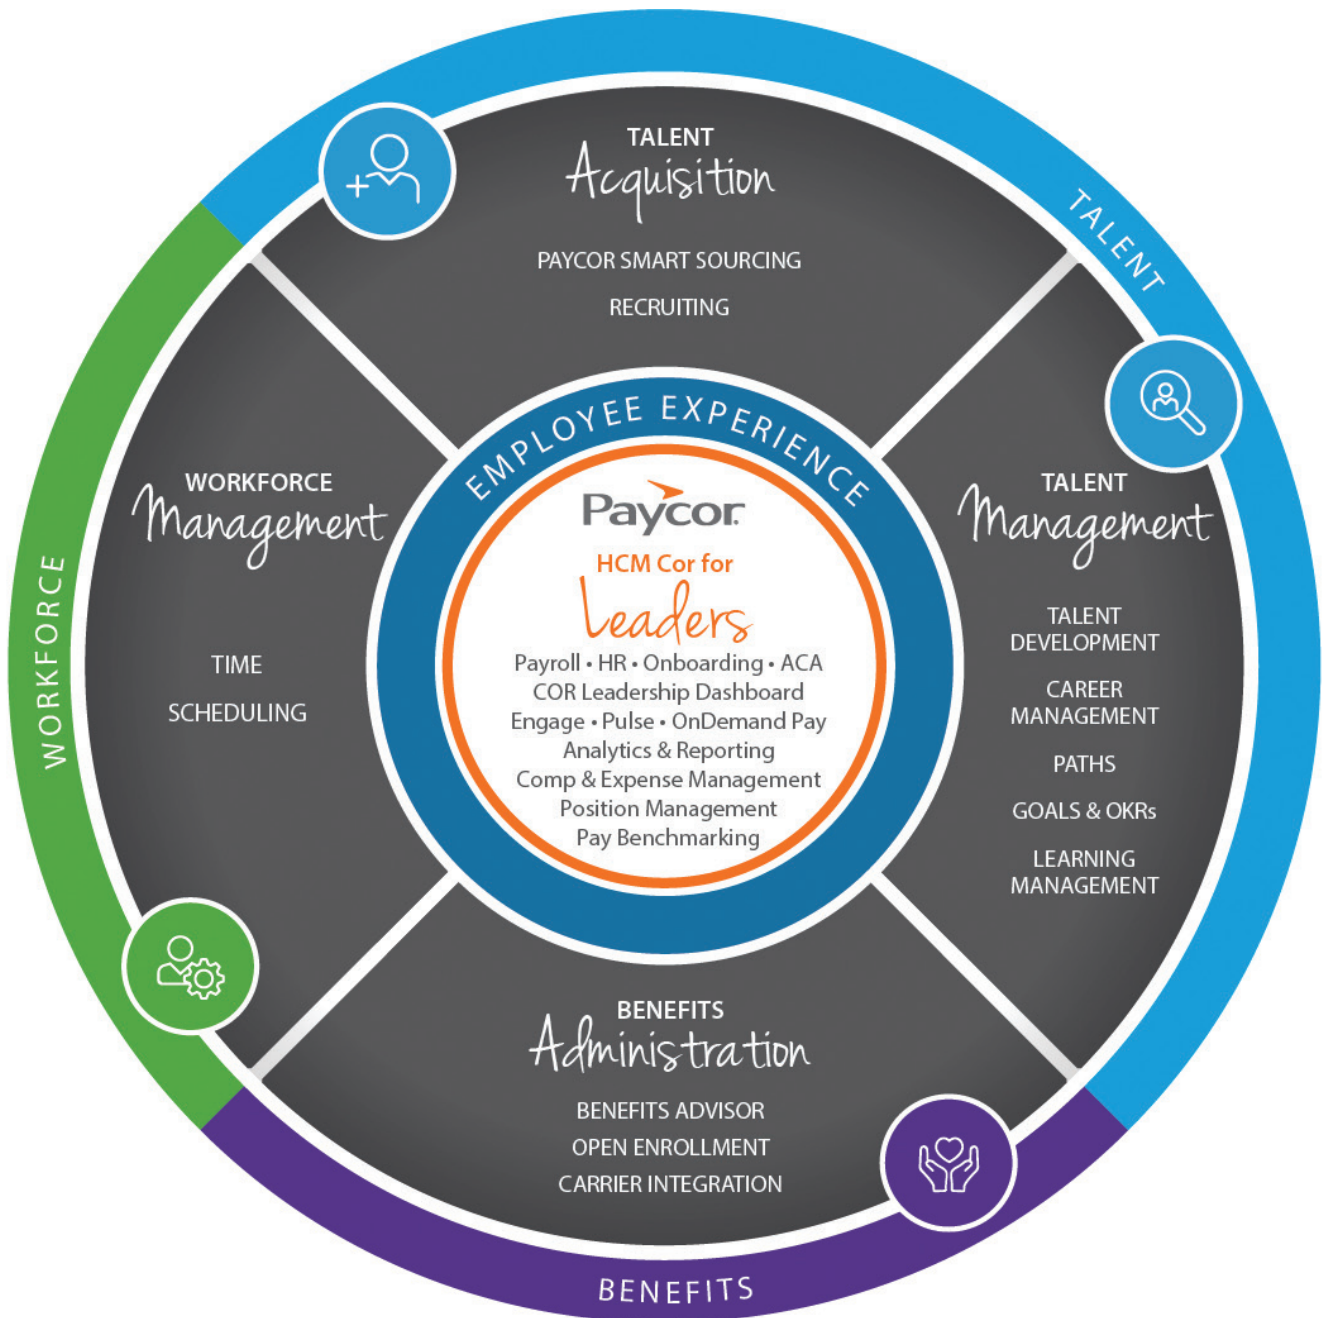 TALENT
Acquisition
PAYCOR SMART SOURCING
RECRUITING
TALENT
WORKFORCE
Management
TIME
SCHEDULING
WORKFORCE
EMPLOYEE EXPERIENCE
Paycor
HCM Cor for
Leaders
Payroll • HR • Onboarding • ACA
COR Leadership Dashboard
Engage • Pulse • OnDemand Pay
Analytics & Reporting
Comp & Expense Management
Position Management
Pay Benchmarking
TALENT
Management
TALENT
DEVELOPMENT
CAREER
MANAGEMENT
PATHS
GOALS & OKRs
LEARNING
MANAGEMENT
BENEFITS
Administration
BENEFITS ADVISOR
OPEN ENROLLMENT
CARRIER INTEGRATION
BENEFITS